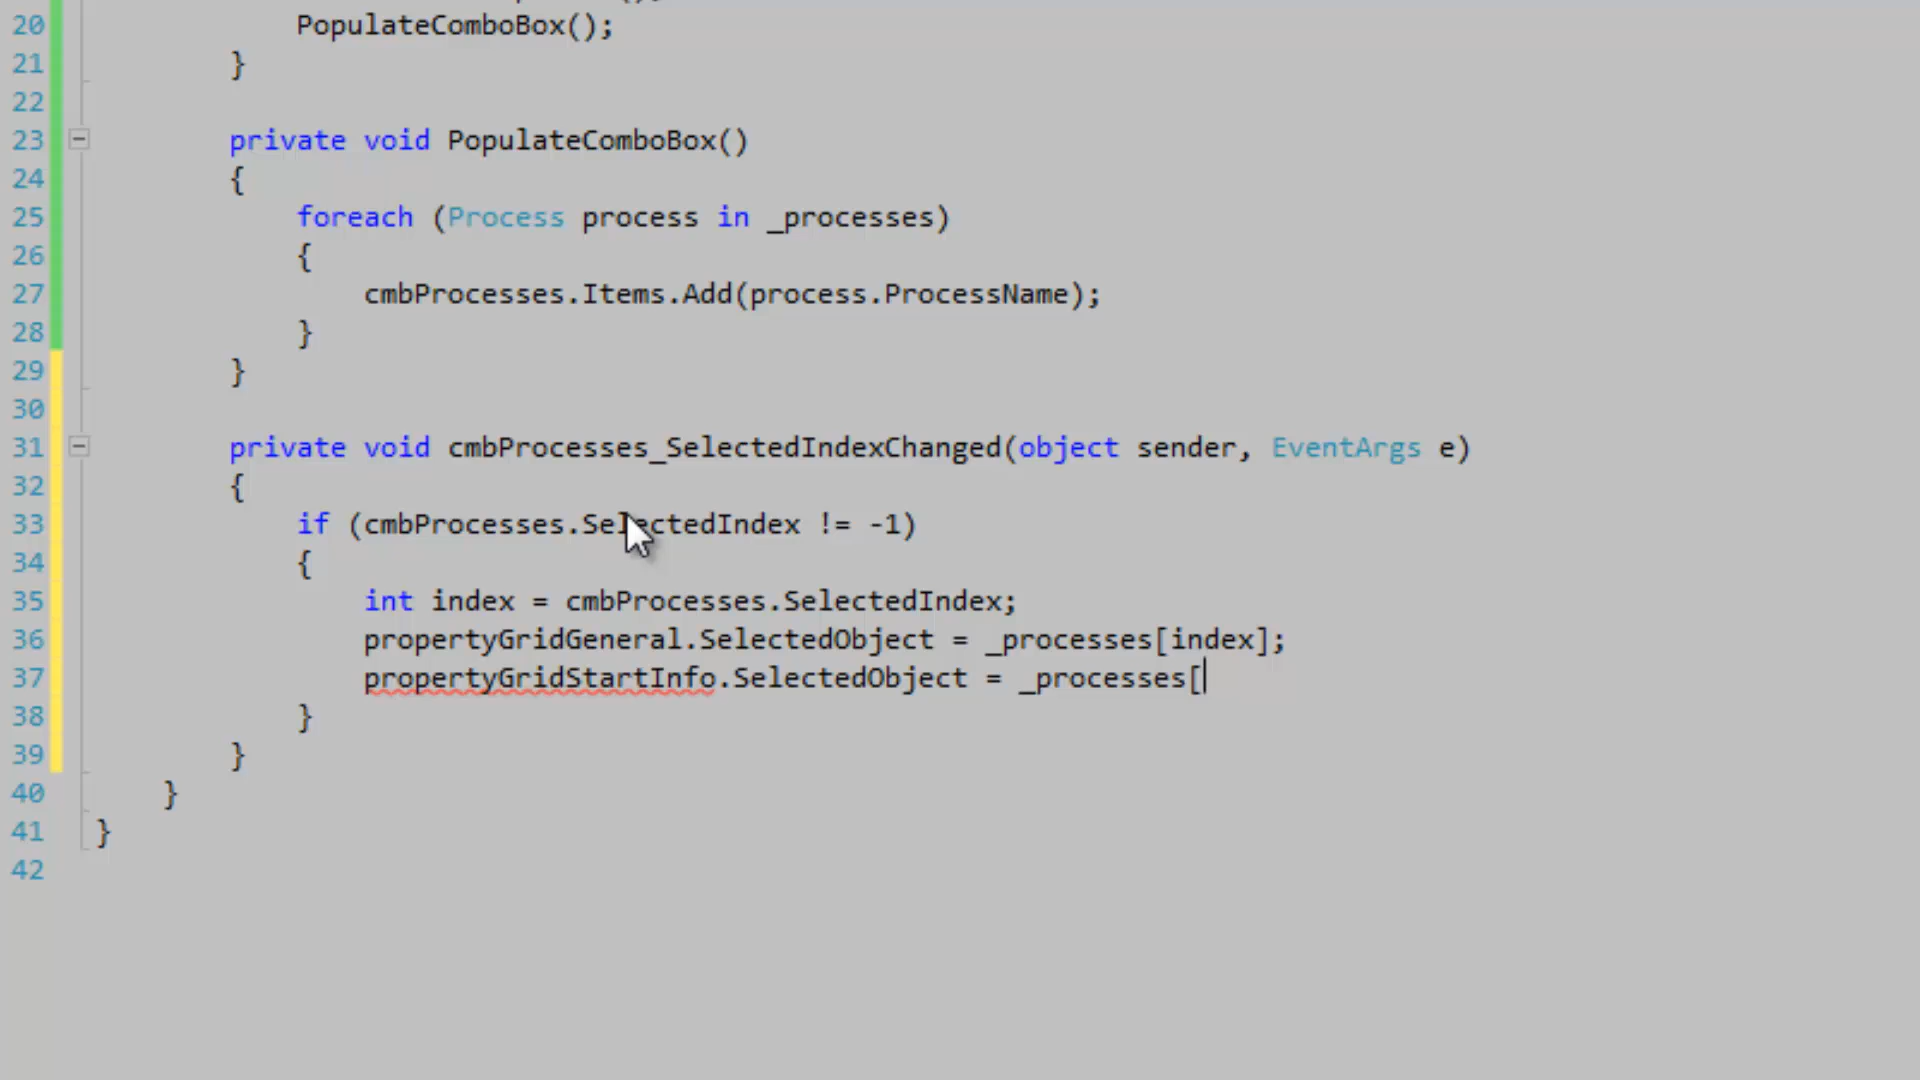 20 PopulateComboBox();
21 }
22
23 private void PopulateComboBox()
24 {
25 foreach (Process process in _processes)
26 {
27 cmbProcesses.Items.Add(process.ProcessName);
28 }
29 }
30
31 private void cmbProcesses_SelectedIndexChanged(object sender, EventArgs e)
32 {
33 if (cmbProcesses.SelectedIndex != -1)
34 {
35 int index = cmbProcesses.SelectedIndex;
36 propertyGridGeneral.SelectedObject = _processes[index];
37 propertyGridStartInfo.SelectedObject = _processes[
38 }
39 }
40 }
41 }
42